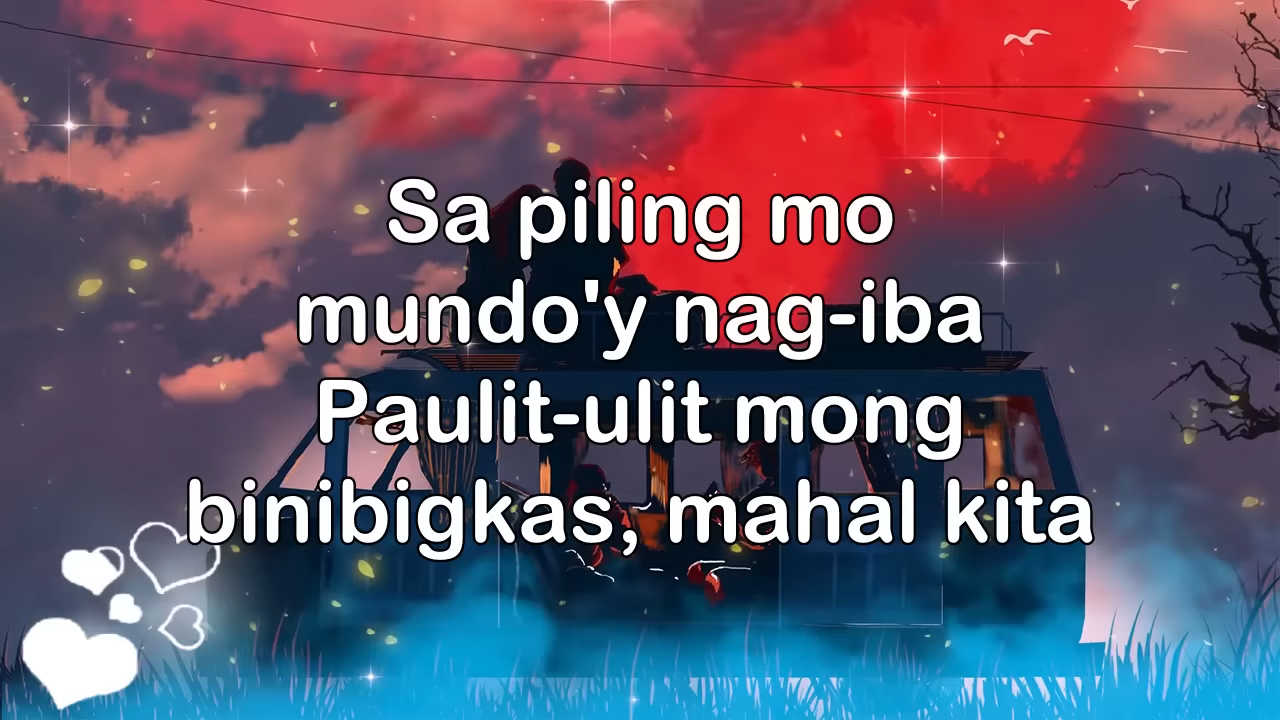 Sa piling mo
mundo'y nag-iba
Paulit-ulit mong
binibigkas, mahal kita